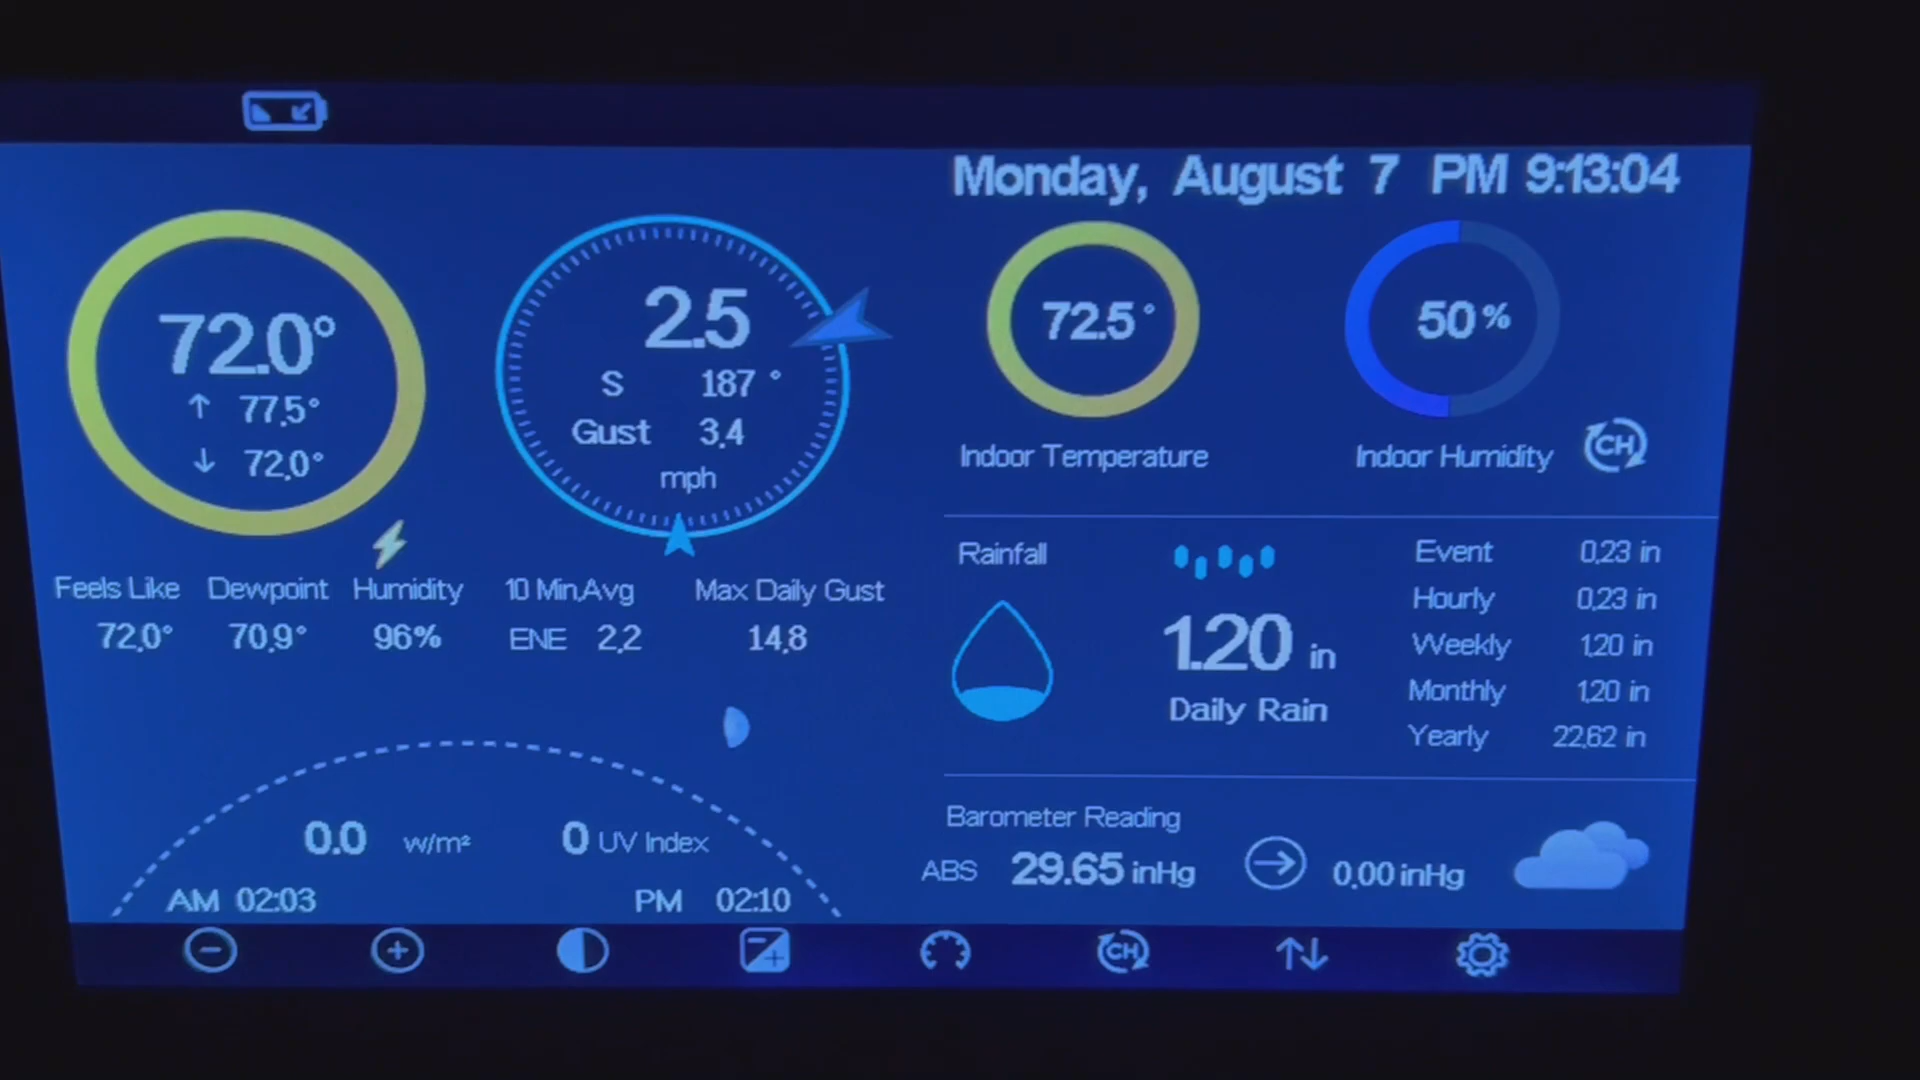 Monday, August 7 PM 9:13:04
72.0°
↑ 77.5°
↓ 72.0°
2.5
S 187 °
Gust 3.4
mph
72.5 °
Indoor Temperature
50 %
Indoor Humidity
CH
Feels Like Dewpoint Humidity
72.0° 70.9° 96%
10 Min.Avg Max Daily Gust
ENE 2.2 14.8
Rainfall
1.20 in
Daily Rain
Event 0.23 in
Hourly 0.23 in
Weekly 1.20 in
Monthly 1.20 in
Yearly 22.62 in
0.0 w/m² 0 UV Index
AM 02:03 PM 02:10
Barometer Reading
ABS 29.65 inHg 0.00 inHg
CH